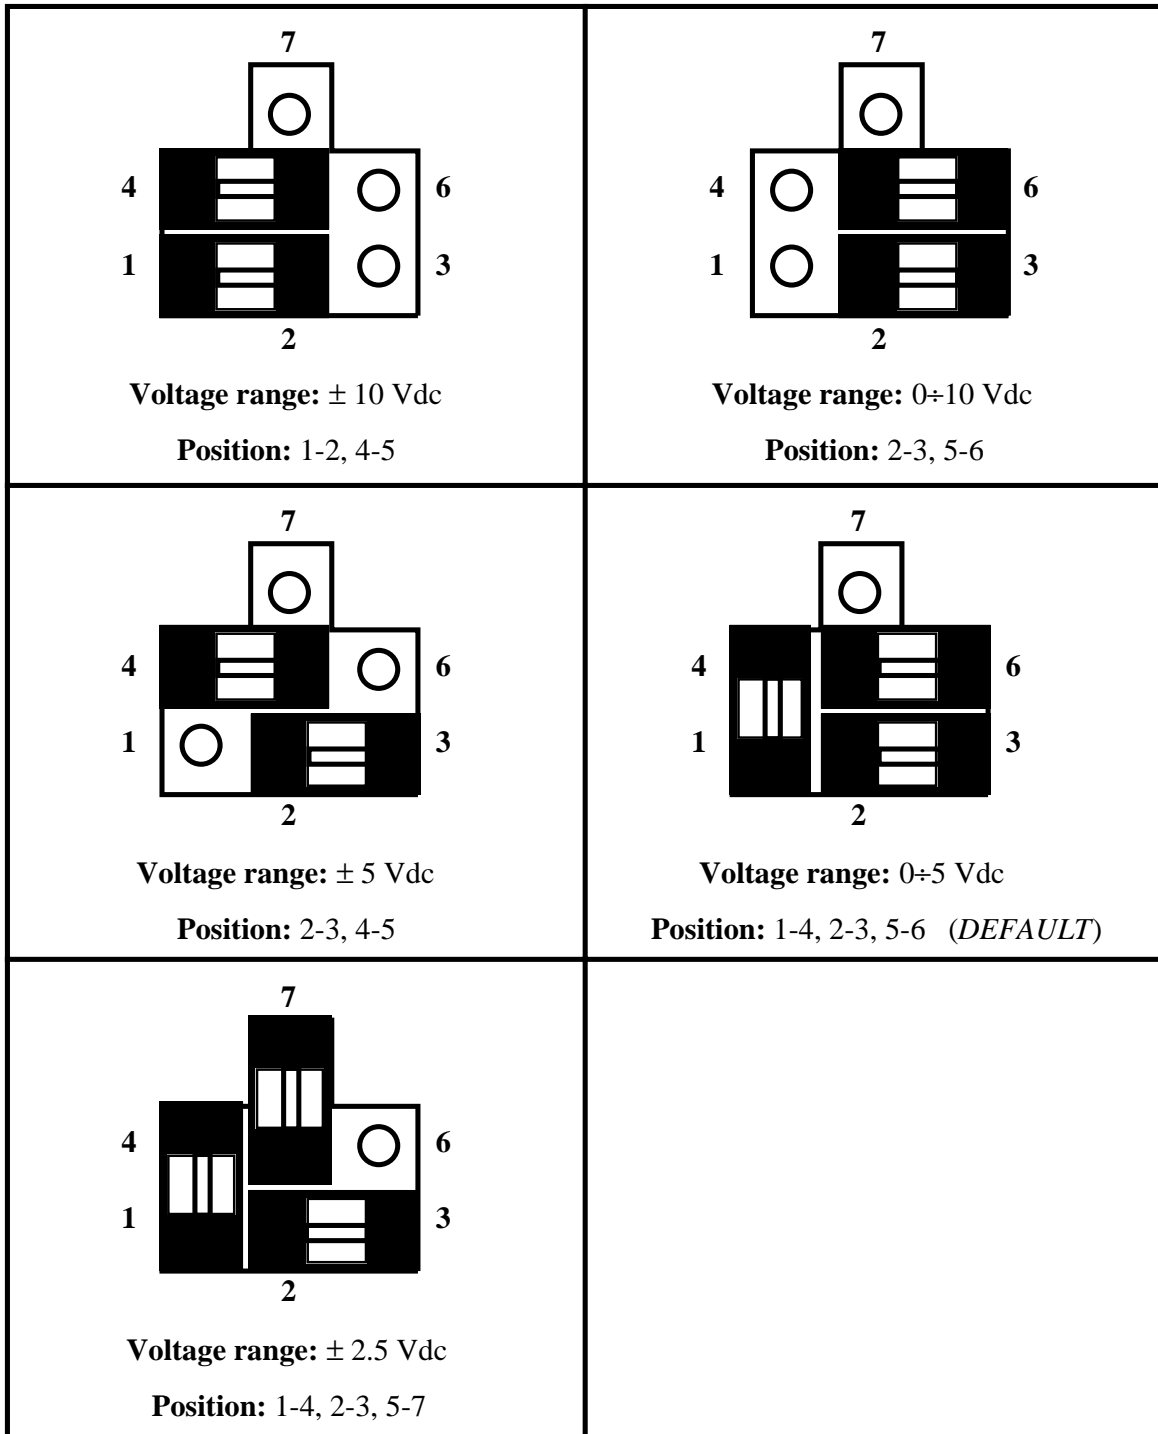 7
4 6
1 3
2
Voltage range: ± 10 Vdc
Position: 1-2, 4-5
7
4 6
1 3
2
Voltage range: 0÷10 Vdc
Position: 2-3, 5-6
7
4 6
1 3
2
Voltage range: ± 5 Vdc
Position: 2-3, 4-5
7
4 6
1 3
2
Voltage range: 0÷5 Vdc
Position: 1-4, 2-3, 5-6 (DEFAULT)
7
4 6
1 3
2
Voltage range: ± 2.5 Vdc
Position: 1-4, 2-3, 5-7